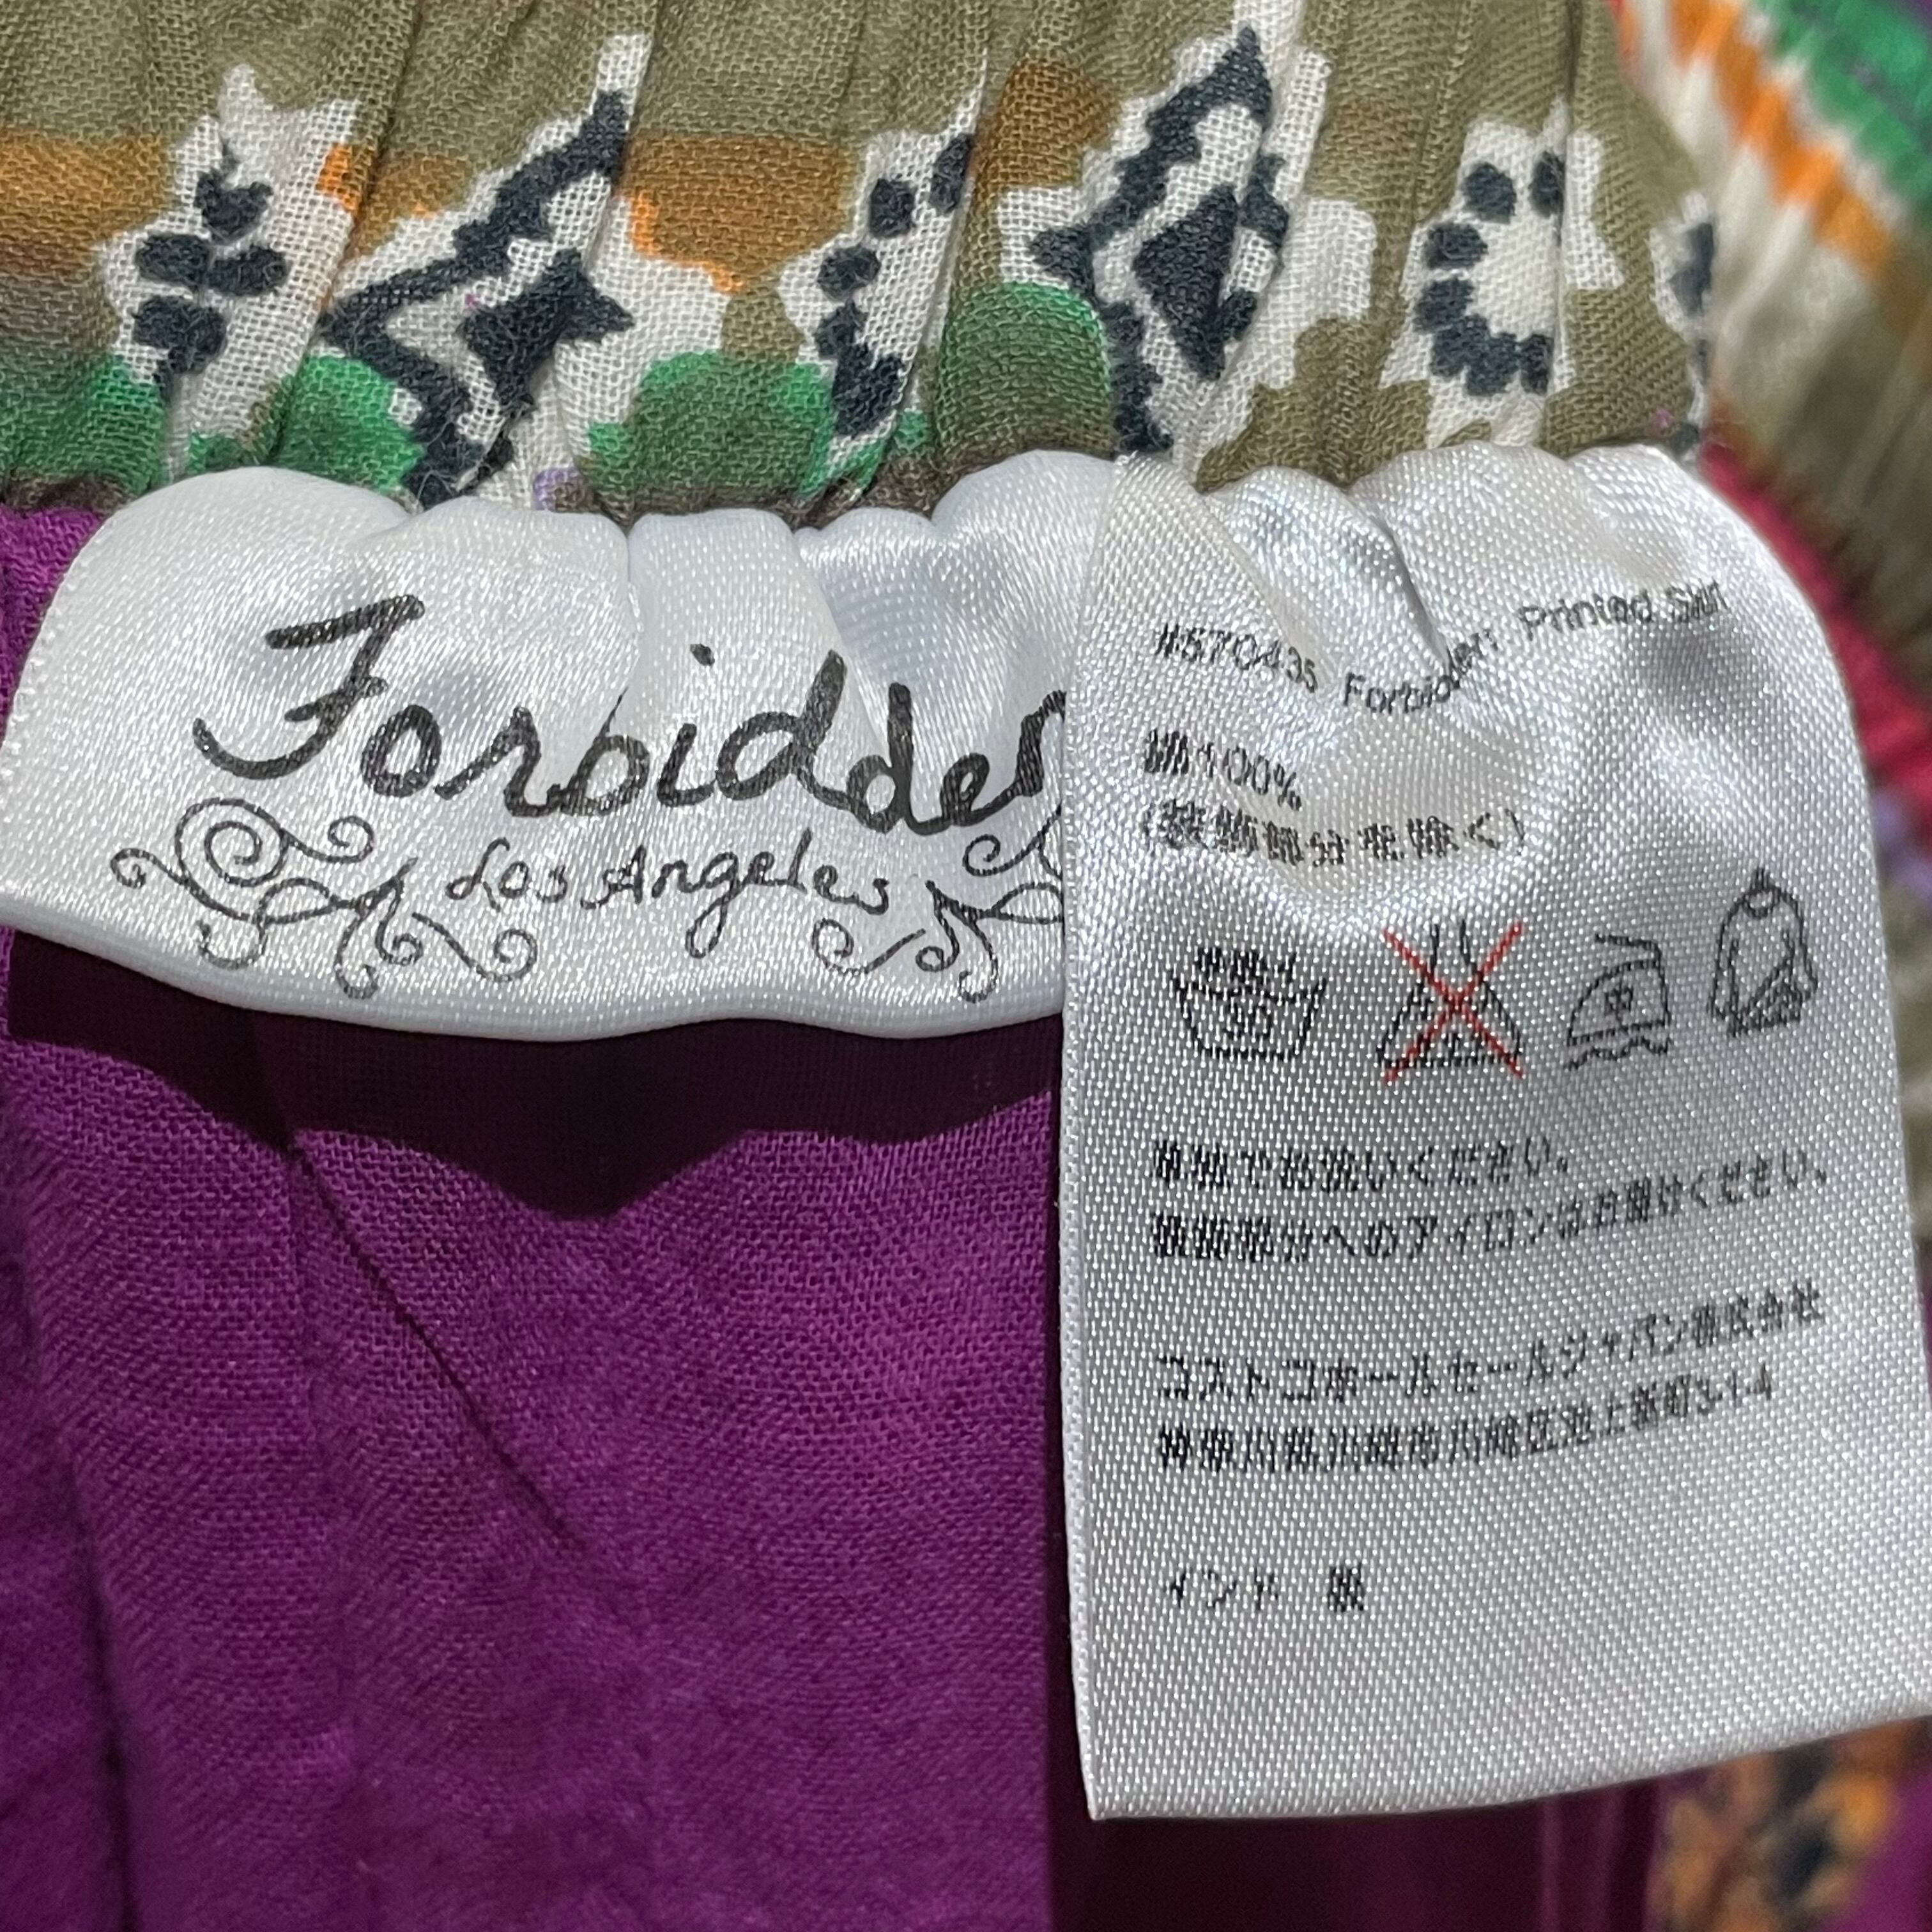 Forbidden
Los Angeles
#570435 Forbidden Printed Skirt
綿100%
(装飾部分を除く)
30
単独でお洗いください。
装飾部分へのアイロンはお避けください。
コストコホールセールジャパン株式会社
神奈川県川崎市川崎区池上新町3-1-4
インド 製